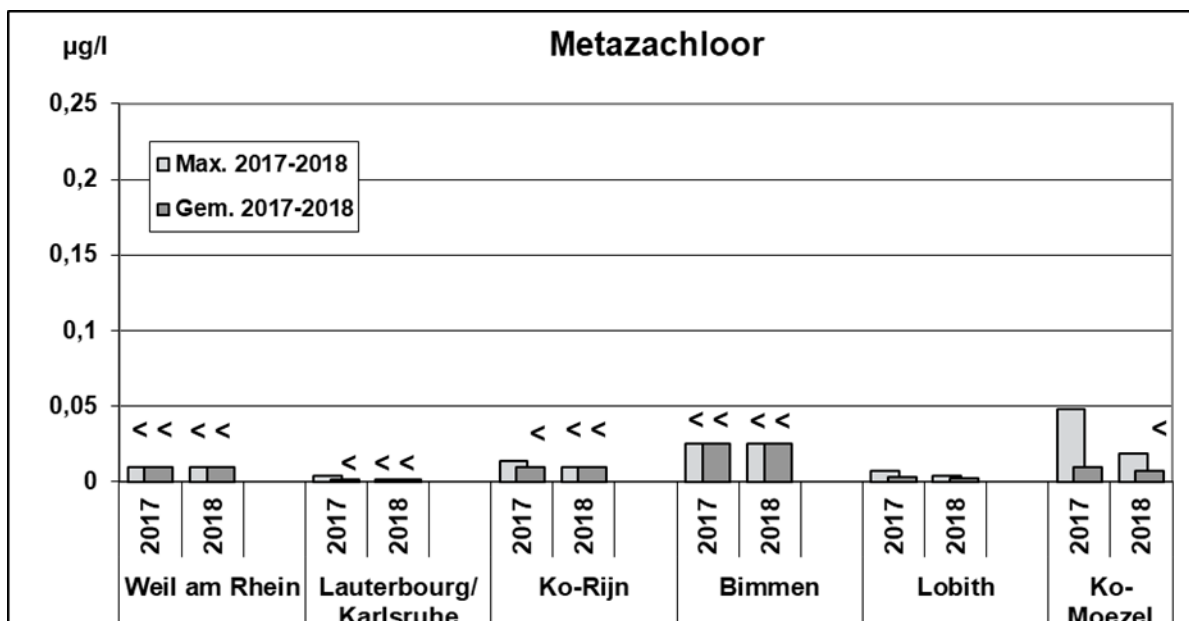 µg/l
Metazachloor
0,25
0,2
0,15
0,1
0,05
0
Max. 2017-2018
Gem. 2017-2018
< < < < < < < < < < < < < < <
2017 2018 2017 2018 2017 2018 2017 2018 2017 2018 2017 2018
Weil am Rhein Lauterbourg/ Ko-Rijn Bimmen Lobith Ko-
Karlsruhe Moezel